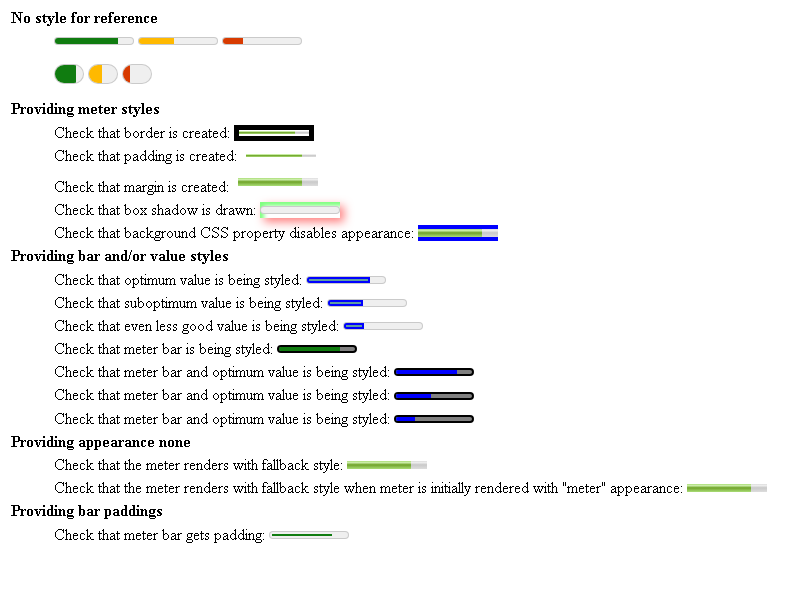 No style for reference
Providing meter styles
Check that border is created:
Check that padding is created:
Check that margin is created:
Check that box shadow is drawn:
Check that background CSS property disables appearance:
Providing bar and/or value styles
Check that optimum value is being styled:
Check that suboptimum value is being styled:
Check that even less good value is being styled:
Check that meter bar is being styled:
Check that meter bar and optimum value is being styled:
Check that meter bar and optimum value is being styled:
Check that meter bar and optimum value is being styled:
Providing appearance none
Check that the meter renders with fallback style:
Check that the meter renders with fallback style when meter is initially rendered with "meter" appearance:
Providing bar paddings
Check that meter bar gets padding: